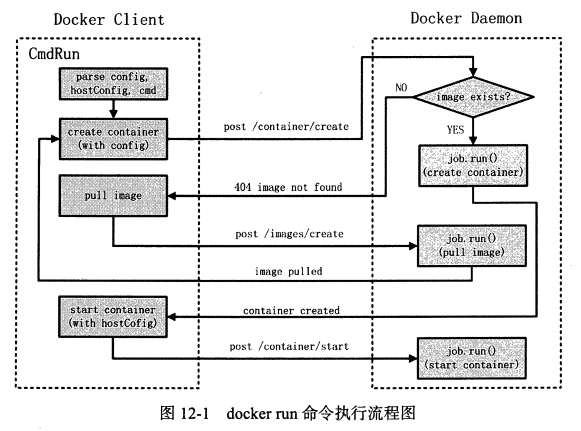 Docker Client
Docker Daemon
CmdRun
parse config,
hostConfig, cmd
NO
image exists?
create container
(with config)
post /container/create
YES
job.run()
(create container)
pull image
404 image not found
post /images/create
job.run()
(pull image)
image pulled
start container
(with hostCofig)
container created
post /container/start
job.run()
(start container)
图 12-1 docker run 命令执行流程图